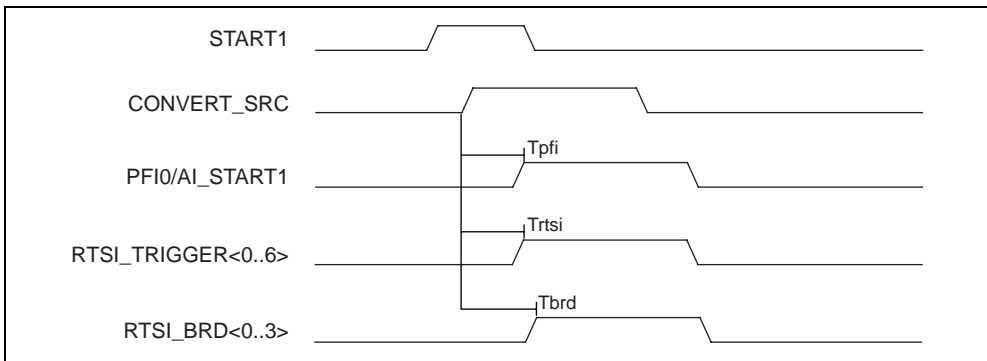 START1
CONVERT_SRC
Tpfi
PFI0/AI_START1
Trtsi
RTSI_TRIGGER<0..6>
Tbrd
RTSI_BRD<0..3>